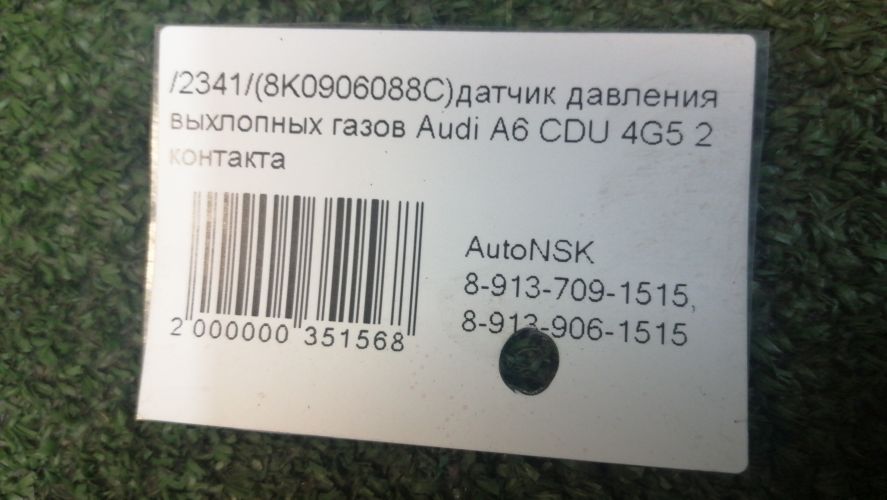 /2341/(8K0906088C)датчик давления
выхлопных газов Audi A6 CDU 4G5 2
контакта
AutoNSK
8-913-709-1515,
8-913-906-1515
2 000000 351568